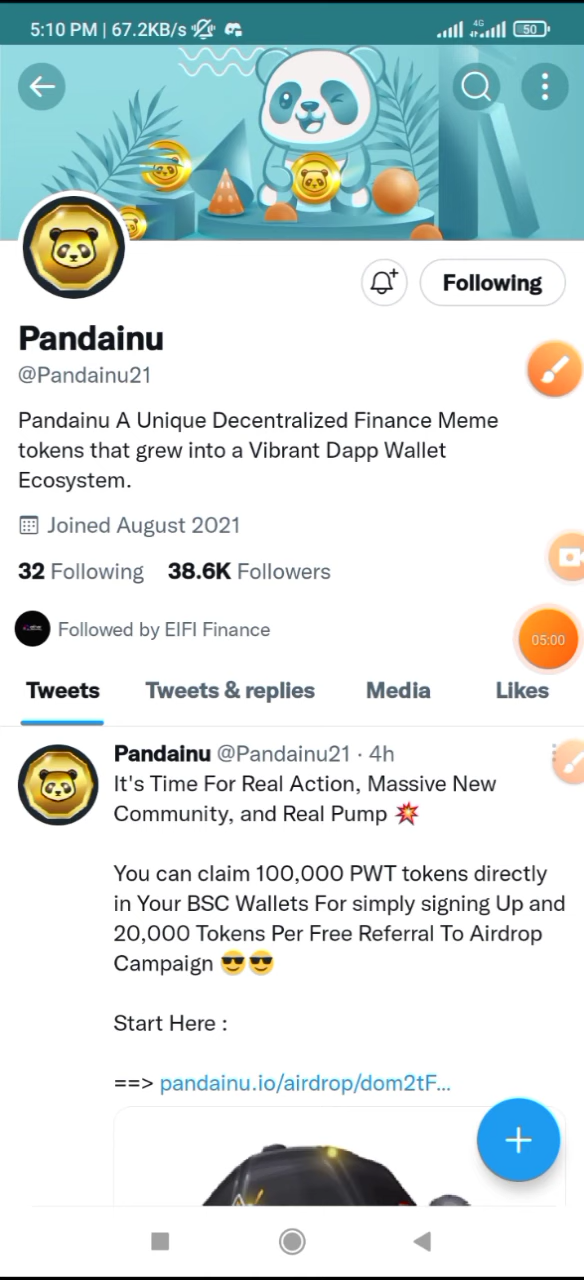 5:10 PM | 67.2KB/s
4G
50
Following
Pandainu
@Pandainu21
Pandainu A Unique Decentralized Finance Meme
tokens that grew into a Vibrant Dapp Wallet
Ecosystem.
Joined August 2021
32 Following 38.6K Followers
Followed by EIFI Finance
05:00
Tweets Tweets & replies Media Likes
Pandainu @Pandainu21 · 4h
It's Time For Real Action, Massive New
Community, and Real Pump 💥
You can claim 100,000 PWT tokens directly
in Your BSC Wallets For simply signing Up and
20,000 Tokens Per Free Referral To Airdrop
Campaign 😎😎
Start Here :
==> pandainu.io/airdrop/dom2tF...